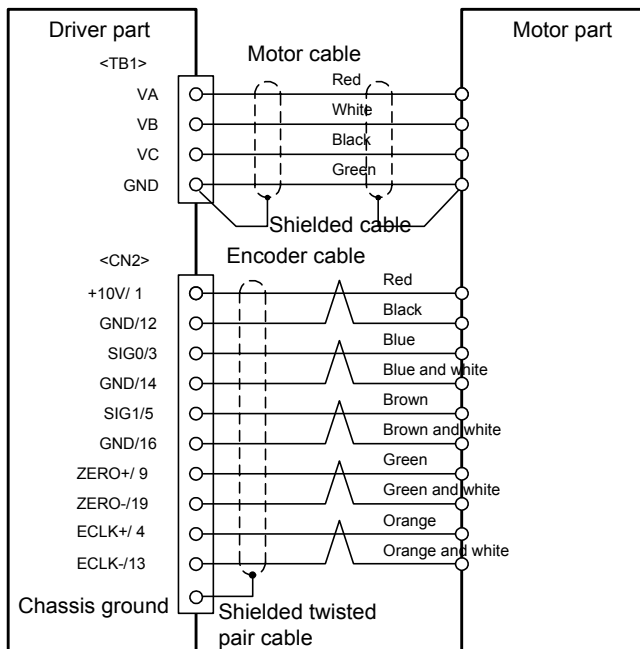 Driver part
Motor part
Motor cable
<TB1>
Red
VA
White
VB
Black
VC
Green
GND
Shielded cable
Encoder cable
<CN2>
Red
+10V/ 1
Black
GND/12
Blue
SIG0/3
Blue and white
GND/14
Brown
SIG1/5
Brown and white
GND/16
Green
ZERO+/ 9
Green and white
ZERO-/19
Orange
ECLK+/ 4
Orange and white
ECLK-/13
Chassis ground
Shielded twisted
pair cable